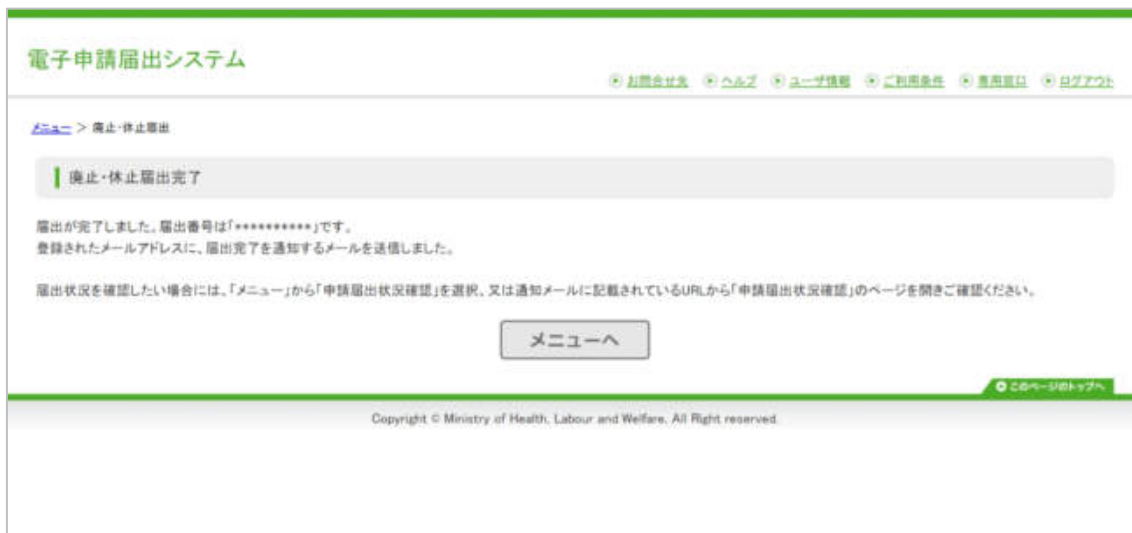 電子申請届出システム
お問合せ先 ヘルプ ユーザ情報 ご利用条件 専用窓口 ログアウト
メニュー > 廃止・休止届出
廃止・休止届出完了
届出が完了しました。届出番号は「**********」です。
登録されたメールアドレスに、届出完了を通知するメールを送信しました。
届出状況を確認したい場合には、「メニュー」から「申請届出状況確認」を選択、又は通知メールに記載されているURLから「申請届出状況確認」のページを開きご確認ください。
メニューへ
このページのトップへ
Copyright © Ministry of Health, Labour and Welfare. All Right reserved.